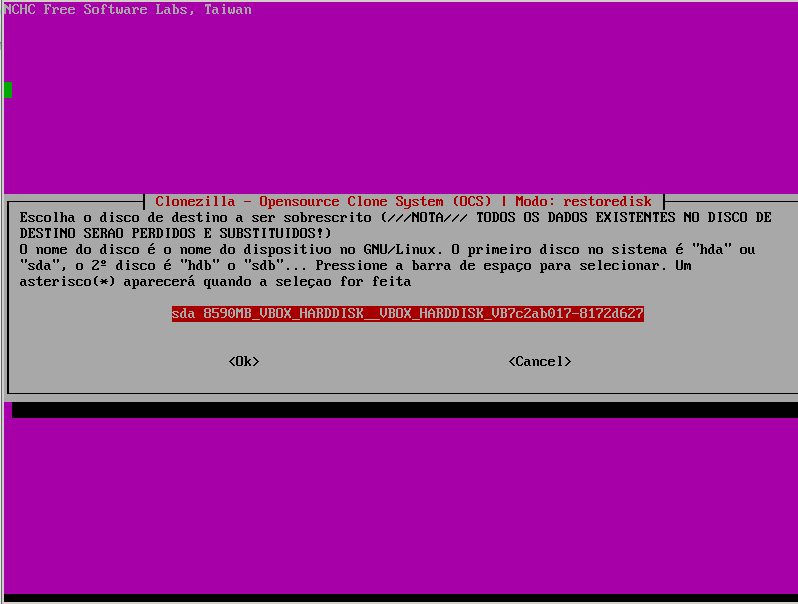 NCHC Free Software Labs, Taiwan
Clonezilla - Opensource Clone System (OCS) | Modo: restoredisk
Escolha o disco de destino a ser sobrescrito (///NOTA/// TODOS OS DADOS EXISTENTES NO DISCO DE
DESTINO SERAO PERDIDOS E SUBSTITUIDOS!)
O nome do disco é o nome do dispositivo no GNU/Linux. O primeiro disco no sistema é "hda" ou
"sda", o 2º disco é "hdb" o "sdb"... Pressione a barra de espaço para selecionar. Um
asterisco(*) aparecerá quando a seleçao for feita
sda 8590MB_VBOX_HARDDISK__VBOX_HARDDISK_VB7c2ab017-8172d627
<Ok> <Cancel>